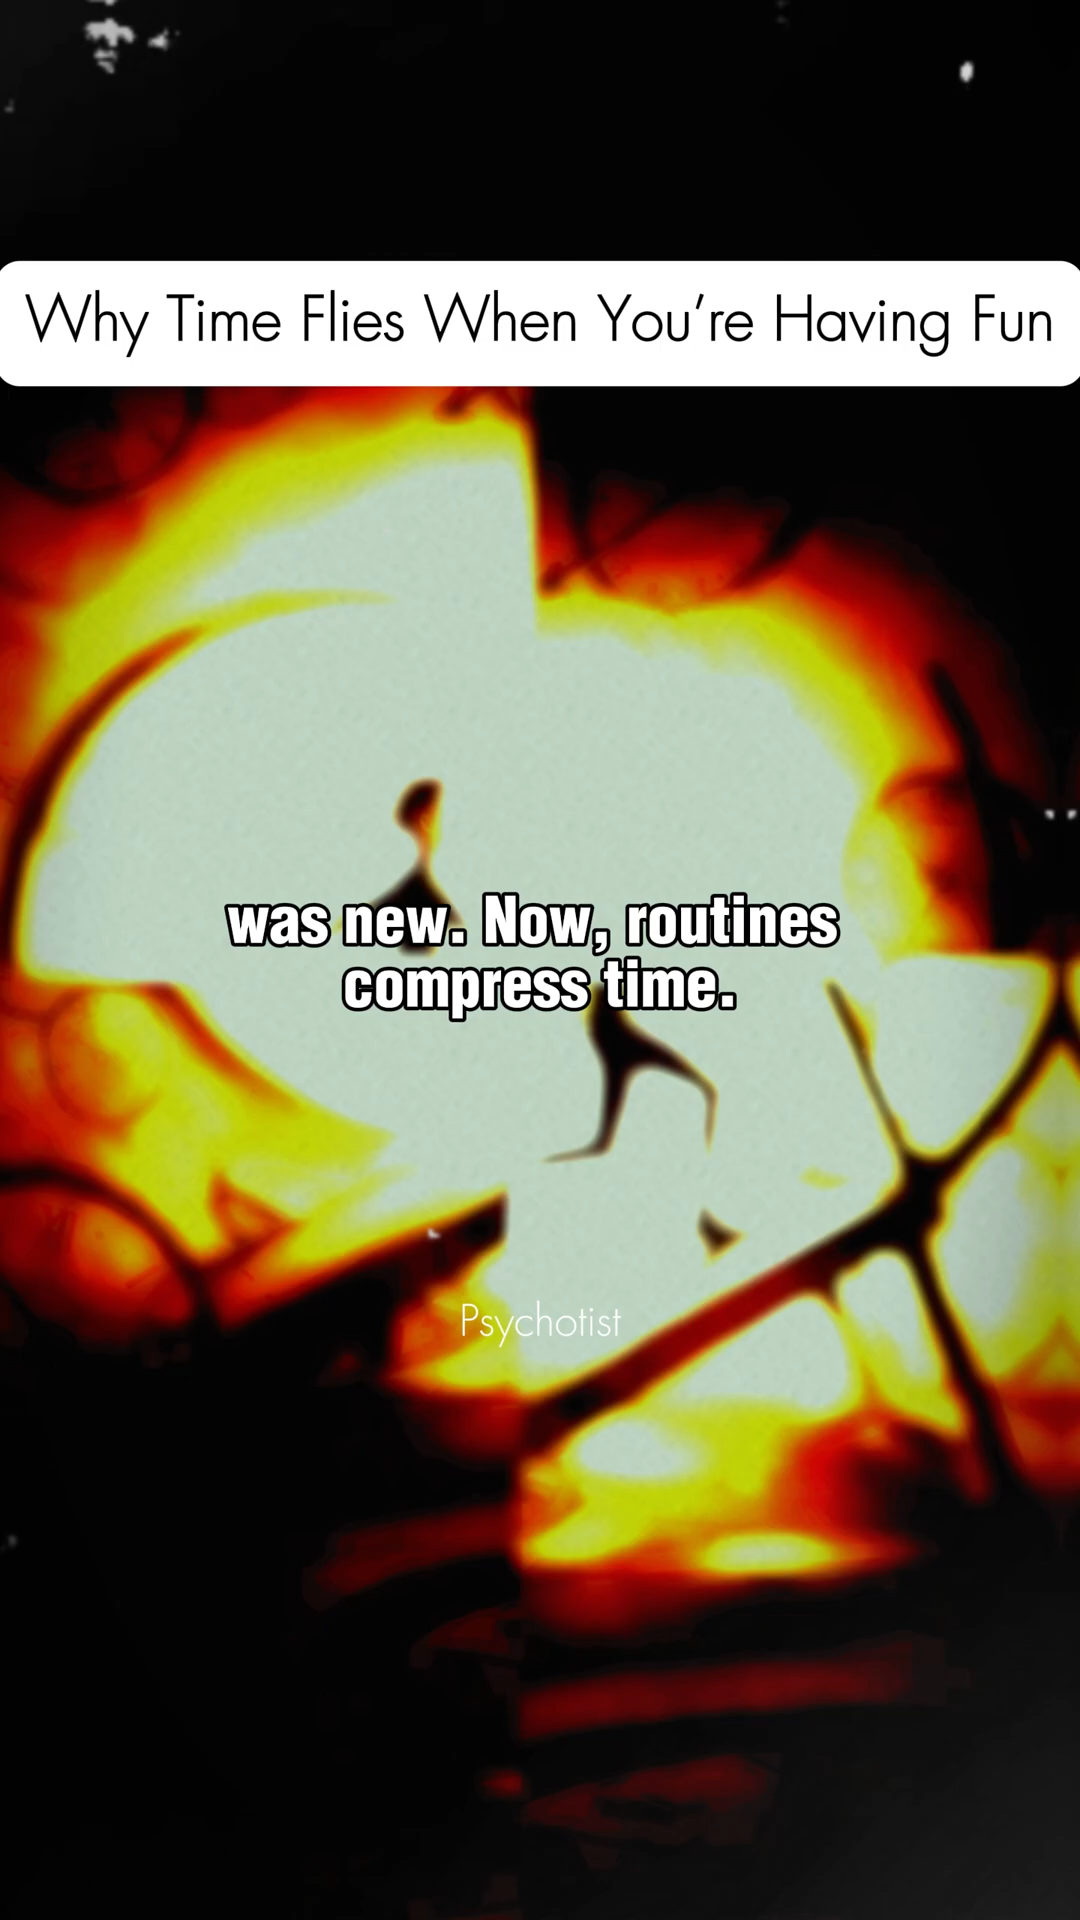 Why Time Flies When You’re Having Fun
was new. Now, routines
compress time.
Psychotist